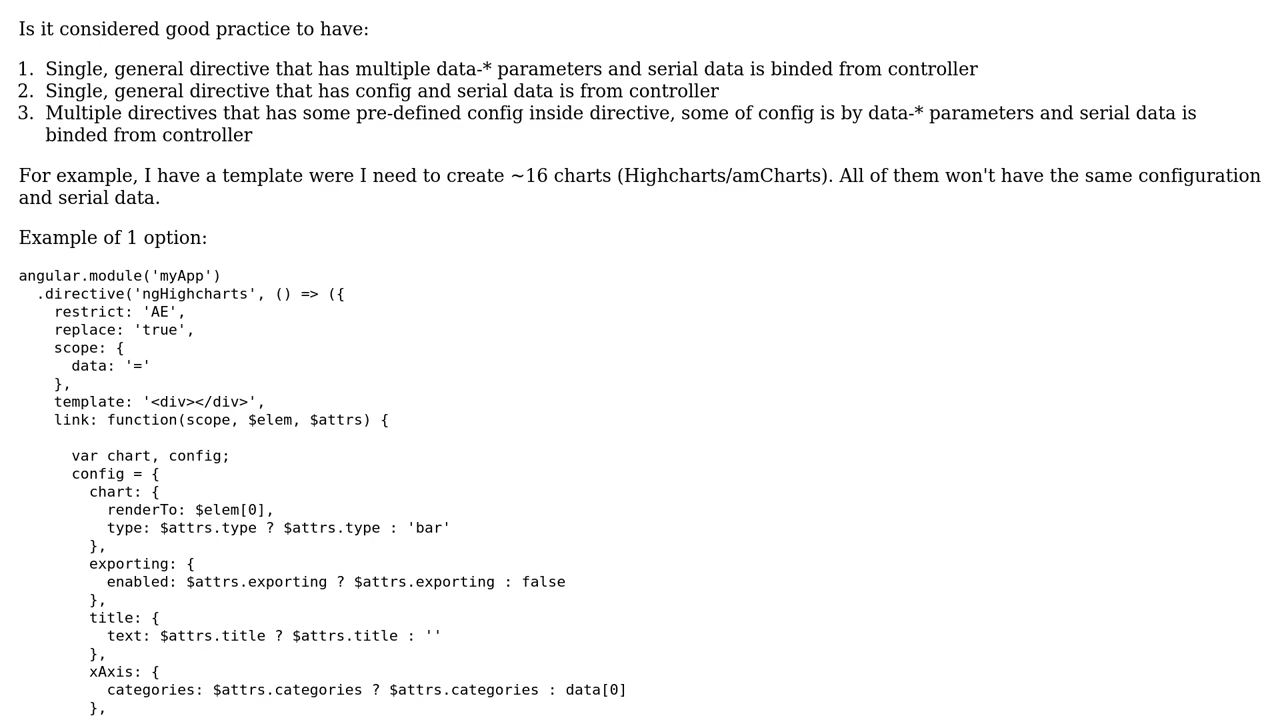 Is it considered good practice to have:
1. Single, general directive that has multiple data-* parameters and serial data is binded from controller
2. Single, general directive that has config and serial data is from controller
3. Multiple directives that has some pre-defined config inside directive, some of config is by data-* parameters and serial data is
binded from controller
For example, I have a template were I need to create ~16 charts (Highcharts/amCharts). All of them won't have the same configuration
and serial data.
Example of 1 option:
angular.module('myApp')
  .directive('ngHighcharts', () => ({
    restrict: 'AE',
    replace: 'true',
    scope: {
      data: '='
    },
    template: '<div></div>',
    link: function(scope, $elem, $attrs) {

      var chart, config;
      config = {
        chart: {
          renderTo: $elem[0],
          type: $attrs.type ? $attrs.type : 'bar'
        },
        exporting: {
          enabled: $attrs.exporting ? $attrs.exporting : false
        },
        title: {
          text: $attrs.title ? $attrs.title : ''
        },
        xAxis: {
          categories: $attrs.categories ? $attrs.categories : data[0]
        },